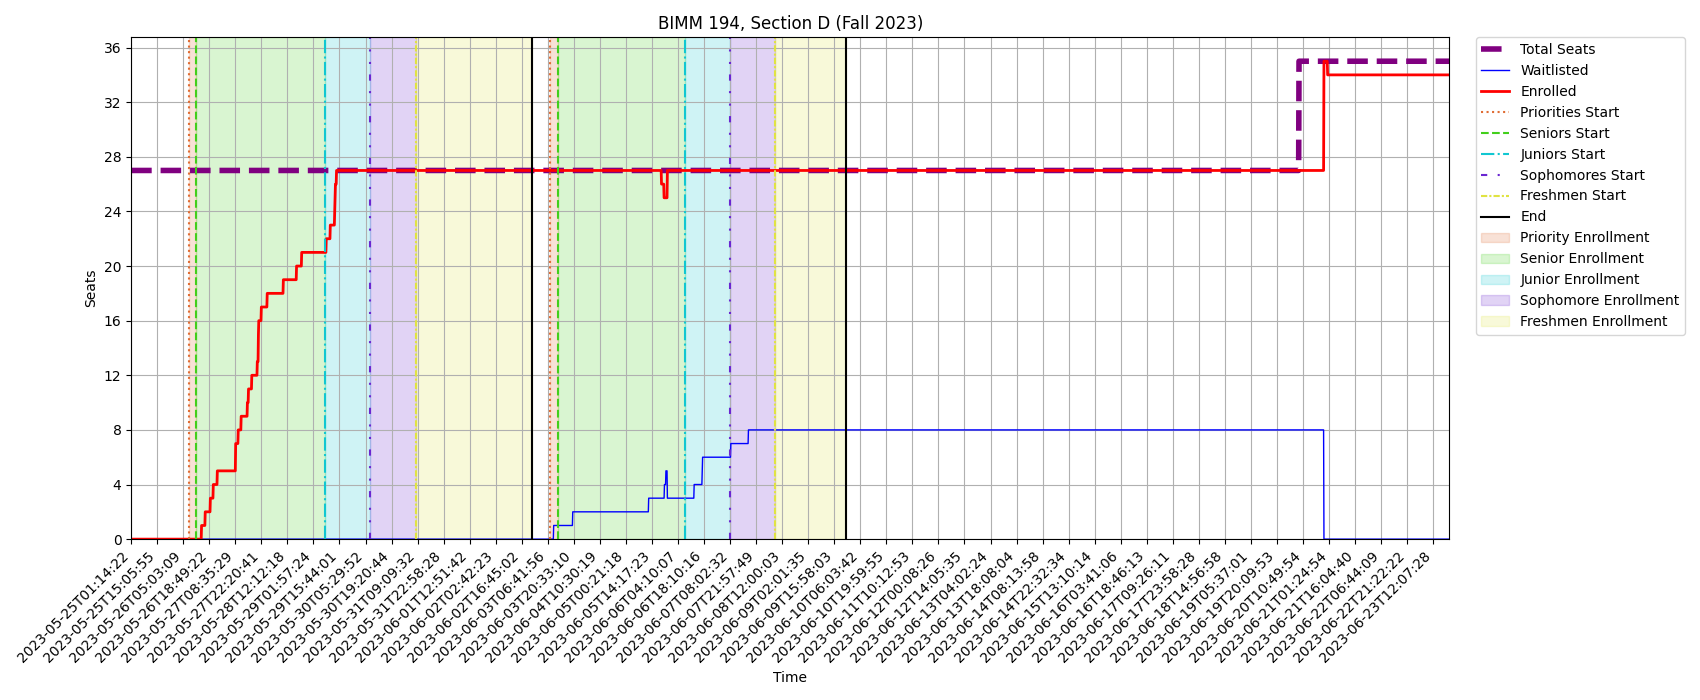 BIMM 194, Section D (Fall 2023)
Seats
36
32
28
24
20
16
12
8
4
0
2023-05-25T01:14:22
2023-05-25T15:05:55
2023-05-26T05:03:09
2023-05-26T18:49:22
2023-05-27T08:35:29
2023-05-27T22:20:41
2023-05-28T12:12:18
2023-05-29T01:57:24
2023-05-29T15:44:01
2023-05-30T05:29:52
2023-05-30T19:20:44
2023-05-31T09:09:32
2023-05-31T22:58:28
2023-06-01T12:51:42
2023-06-02T02:42:23
2023-06-02T16:45:02
2023-06-03T06:41:56
2023-06-03T20:33:10
2023-06-04T10:30:19
2023-06-05T00:21:18
2023-06-05T14:17:23
2023-06-06T04:10:07
2023-06-06T18:10:16
2023-06-07T08:02:32
2023-06-07T21:57:49
2023-06-08T12:00:03
2023-06-09T02:01:35
2023-06-09T15:58:03
2023-06-10T06:03:42
2023-06-10T19:59:55
2023-06-11T10:12:53
2023-06-12T00:08:26
2023-06-12T14:05:35
2023-06-13T04:02:24
2023-06-13T18:08:04
2023-06-14T08:13:58
2023-06-14T22:32:34
2023-06-15T13:10:14
2023-06-16T03:41:06
2023-06-16T18:46:13
2023-06-17T09:26:11
2023-06-17T23:58:28
2023-06-18T14:56:58
2023-06-19T05:37:01
2023-06-19T20:09:53
2023-06-20T10:49:54
2023-06-21T01:24:54
2023-06-21T16:04:40
2023-06-22T06:44:09
2023-06-22T21:22:22
2023-06-23T12:07:28
Time
Total Seats
Waitlisted
Enrolled
Priorities Start
Seniors Start
Juniors Start
Sophomores Start
Freshmen Start
End
Priority Enrollment
Senior Enrollment
Junior Enrollment
Sophomore Enrollment
Freshmen Enrollment